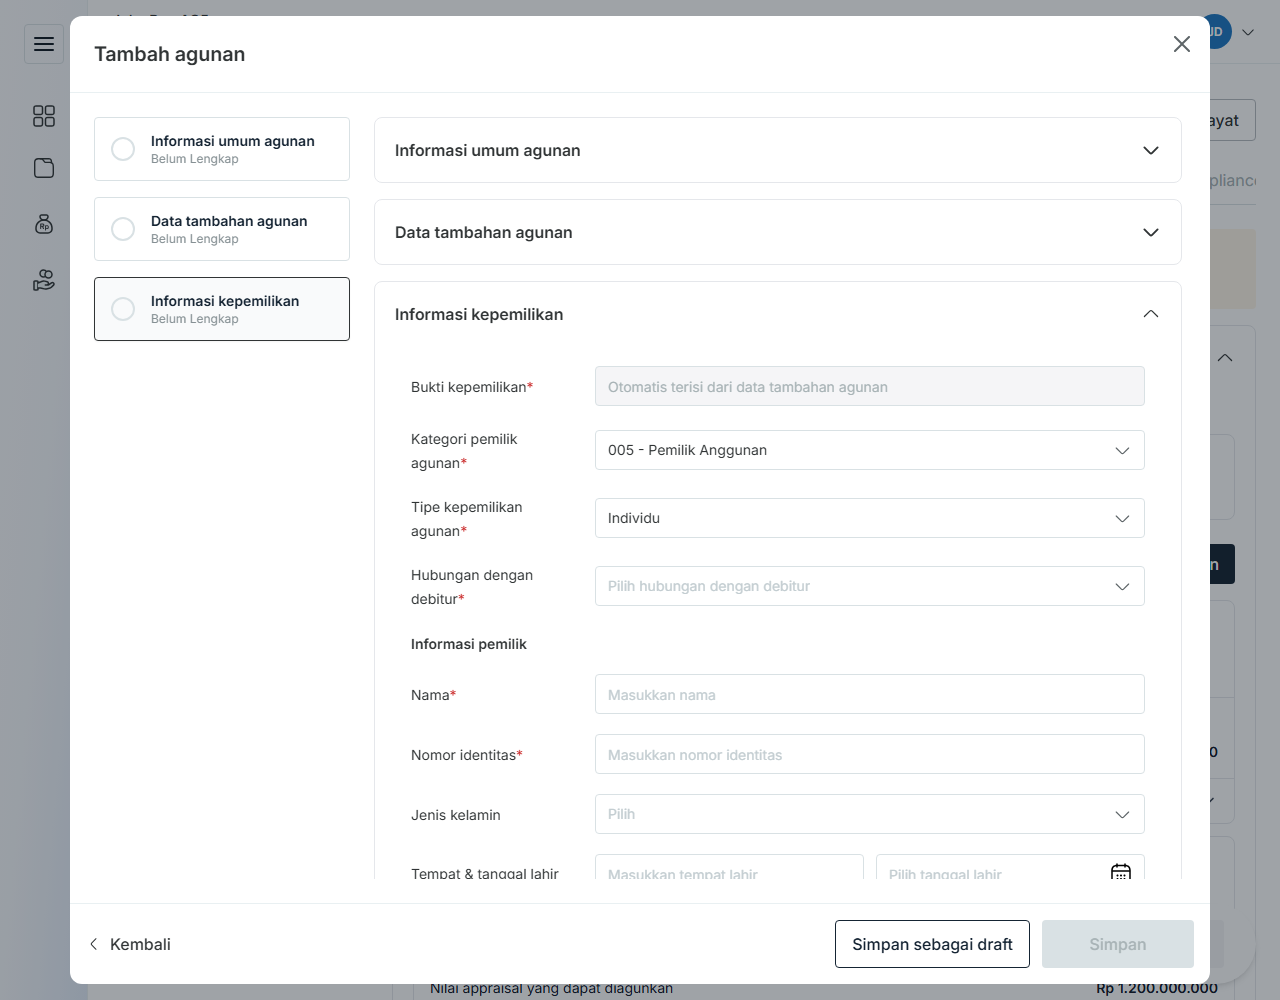 Tambah agunan
JD
ayat
Informasi umum agunan
Belum Lengkap
Data tambahan agunan
Belum Lengkap
Informasi kepemilikan
Belum Lengkap
Informasi umum agunan
Data tambahan agunan
Informasi kepemilikan
Bukti kepemilikan*
Otomatis terisi dari data tambahan agunan
Kategori pemilik
agunan*
005 - Pemilik Anggunan
Tipe kepemilikan
agunan*
Individu
Hubungan dengan
debitur*
Pilih hubungan dengan debitur
Informasi pemilik
Nama*
Masukkan nama
Nomor identitas*
Masukkan nomor identitas
Jenis kelamin
Pilih
Tempat & tanggal lahir
Masukkan tempat lahir
Pilih tanggal lahir
Kembali
Simpan sebagai draft
Simpan
Nilai appraisal yang dapat diagunkan
Rp 1.200.000.000